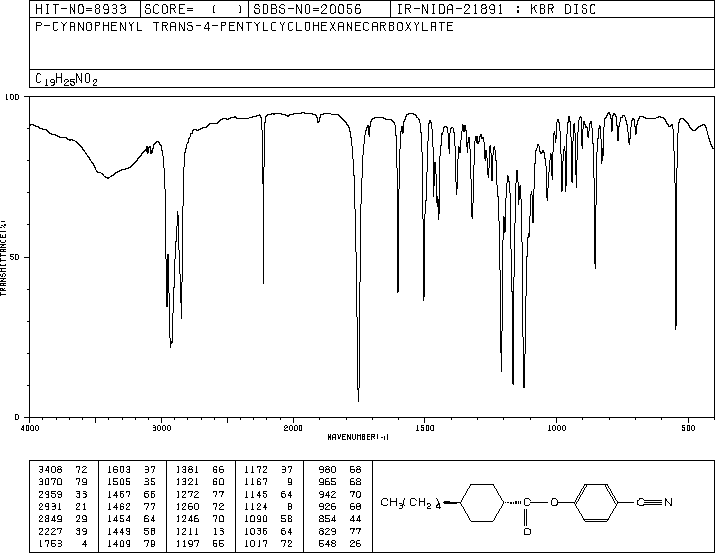 HIT-NO=8933 SCORE= ( ) SDBS-NO=20056 IR-NIDA-21891 : KBR DISC
P-CYANOPHENYL TRANS-4-PENTYLCYCLOHEXANECARBOXYLATE
C19H25NO2
100
TRANSMITTANCE(%)
50
0
4000 3000 2000 1500 1000 500
WAVENUMBER(-1)
3408 72 1603 37 1381 66 1172 37 980 68
3070 79 1505 35 1321 60 1167 9 965 68
2959 33 1467 66 1272 77 1145 64 942 70
2931 21 1462 77 1260 72 1124 8 926 68
2849 29 1454 64 1246 70 1090 58 854 44
2227 39 1449 58 1211 13 1036 64 829 77
1753 4 1409 79 1197 55 1017 72 548 26
CH3(CH2)4 C O C N
O